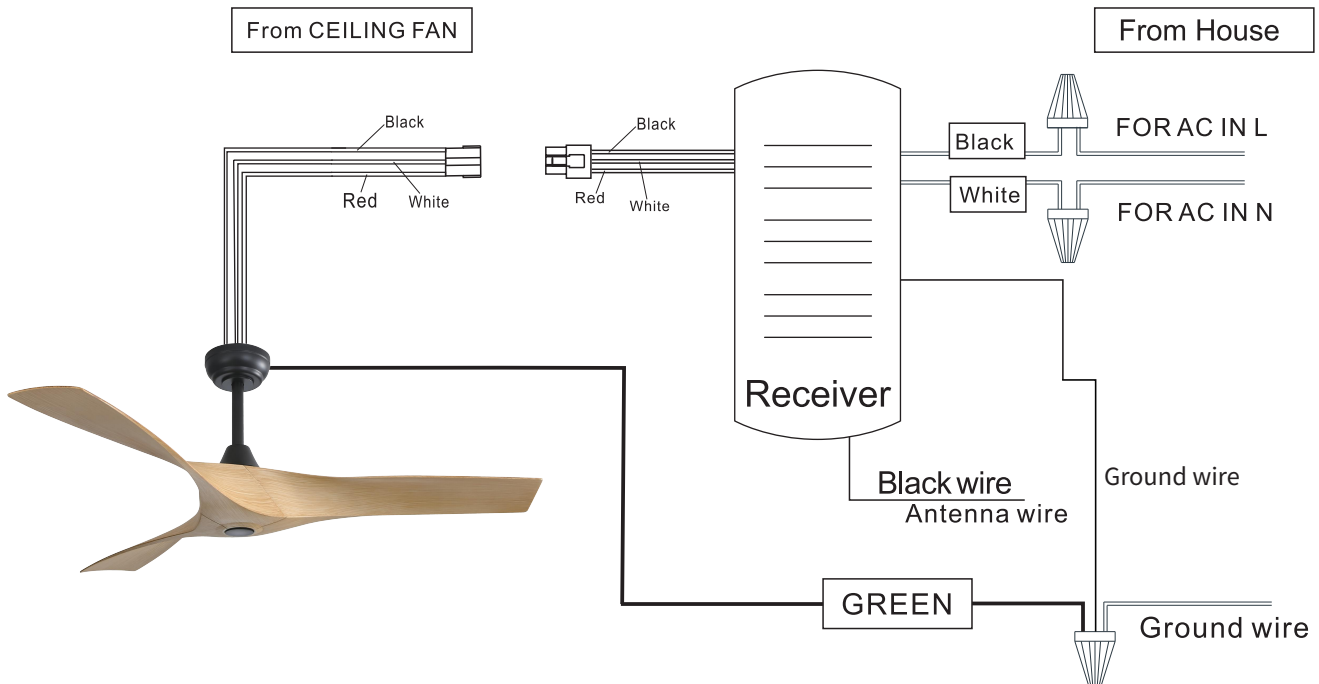 From CEILING FAN
From House
Black
Red
White
Black
Red
White
Black
White
FOR AC IN L
FOR AC IN N
Receiver
Black wire
Antenna wire
Ground wire
GREEN
Ground wire